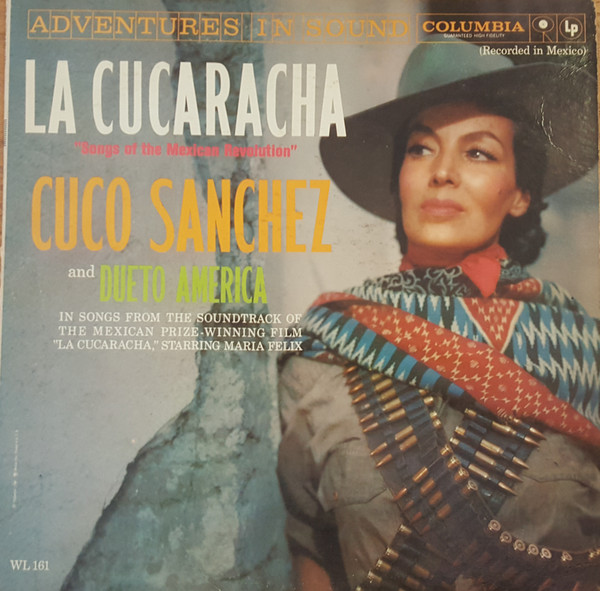 ADVENTURES IN SOUND
COLUMBIA
GUARANTEED HIGH FIDELITY
Lp
(Recorded in Mexico)
LA CUCARACHA
"Songs of the Mexican Revolution"
CUCO SANCHEZ
and DUETO AMERICA
IN SONGS FROM THE SOUNDTRACK OF
THE MEXICAN PRIZE-WINNING FILM
"LA CUCARACHA," STARRING MARIA FELIX
WL 161